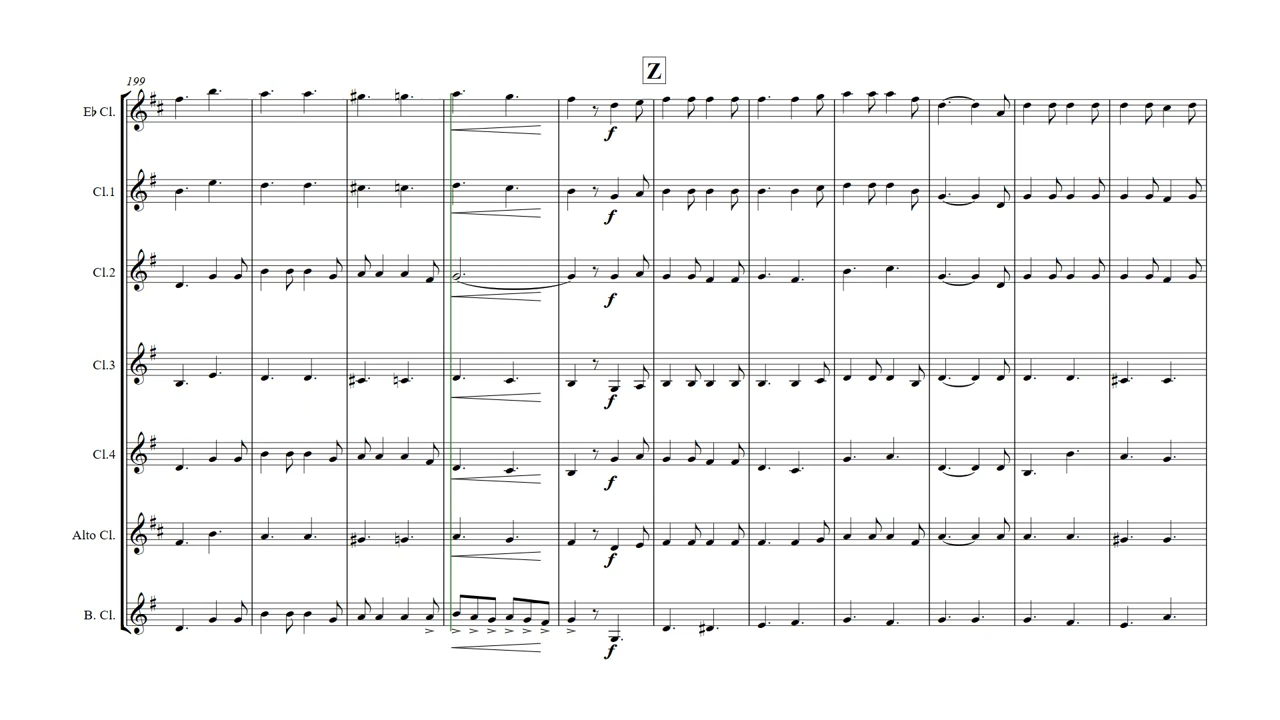 Z
199
E♭ Cl.
Cl.1
f
Cl.2
f
Cl.3
f
Cl.4
f
Alto Cl.
f
B. Cl.
f
f